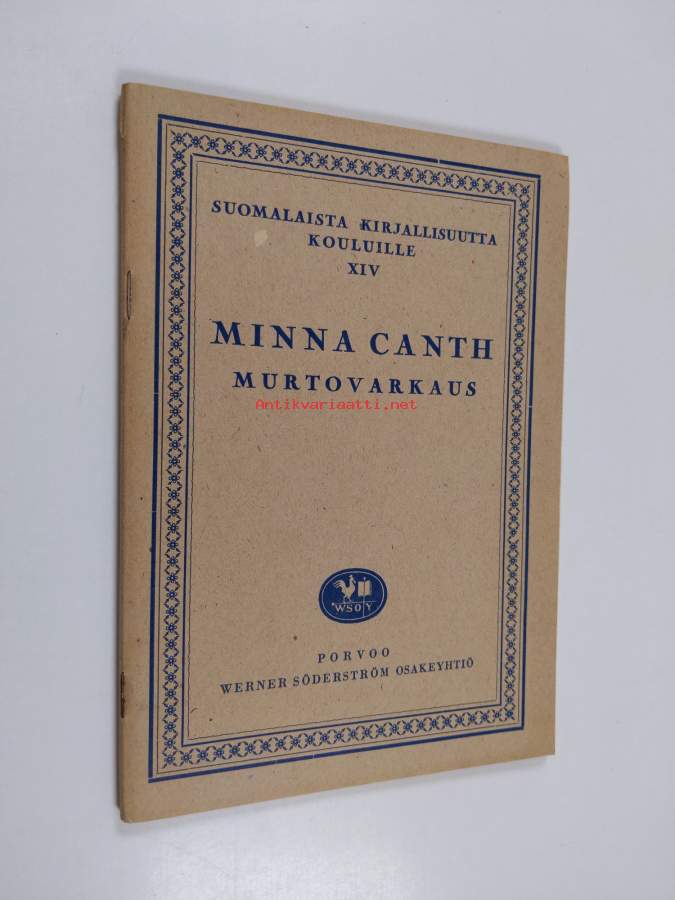 SUOMALAISTA KIRJALLISUUTTA
KOULUILLE
XIV
MINNA CANTH
MURTOVARKAUS
Antikvariaatti.net
WSOY
PORVOO
WERNER SÖDERSTRÖM OSAKEYHTIÖ